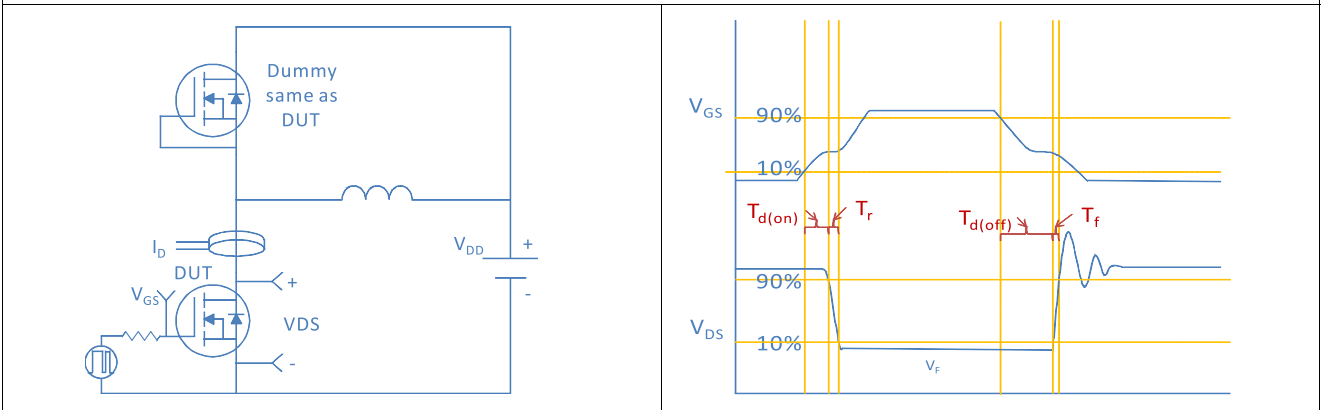 Dummy
same as
DUT
I_D
DUT
V_GS
+
VDS
-
V_DD
+
-
V_GS
90%
10%
T_d(on)
T_r
T_d(off)
T_f
90%
V_DS
10%
V_F